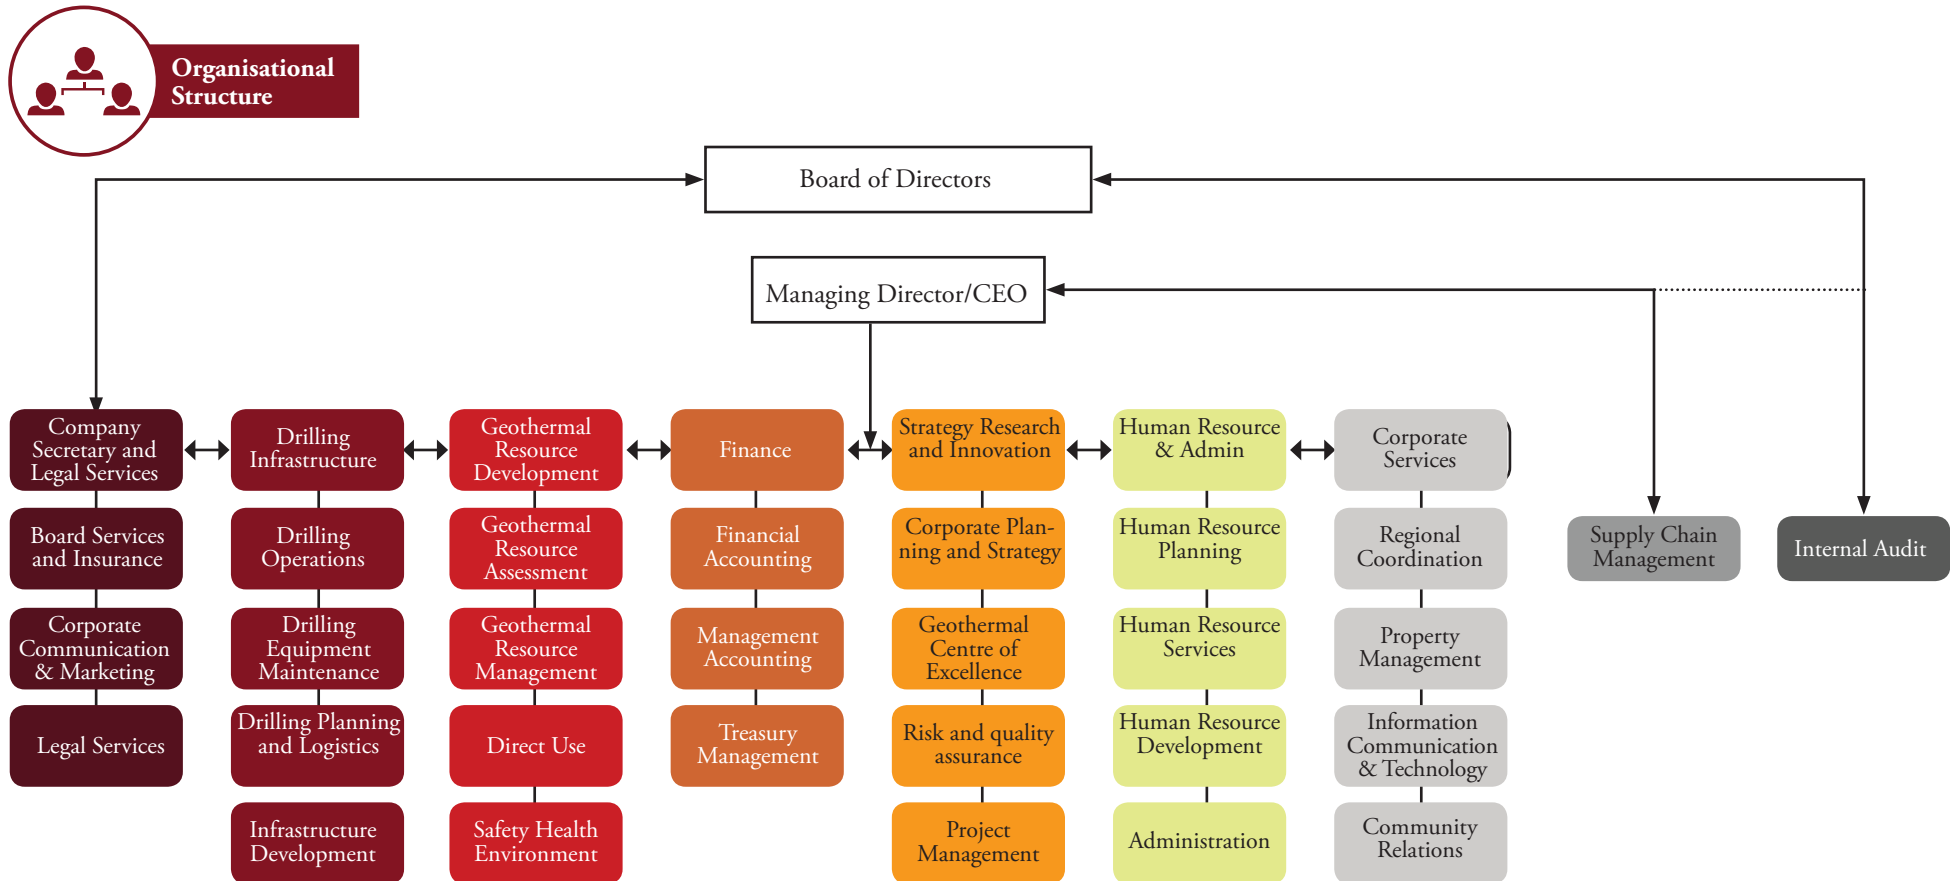 Organisational
Structure
Board of Directors
Managing Director/CEO
Company
Secretary and
Legal Services
Drilling
Infrastructure
Geothermal
Resource
Development
Finance
Strategy Research
and Innovation
Human Resource
& Admin
Corporate
Services
Board Services
and Insurance
Drilling
Operations
Geothermal
Resource
Assessment
Financial
Accounting
Corporate Plan-
ning and Strategy
Human Resource
Planning
Regional
Coordination
Supply Chain
Management
Internal Audit
Corporate
Communication
& Marketing
Drilling
Equipment
Maintenance
Geothermal
Resource
Management
Management
Accounting
Geothermal
Centre of
Excellence
Human Resource
Services
Property
Management
Legal Services
Drilling Planning
and Logistics
Direct Use
Treasury
Management
Risk and quality
assurance
Human Resource
Development
Information
Communication
& Technology
Infrastructure
Development
Safety Health
Environment
Project
Management
Administration
Community
Relations